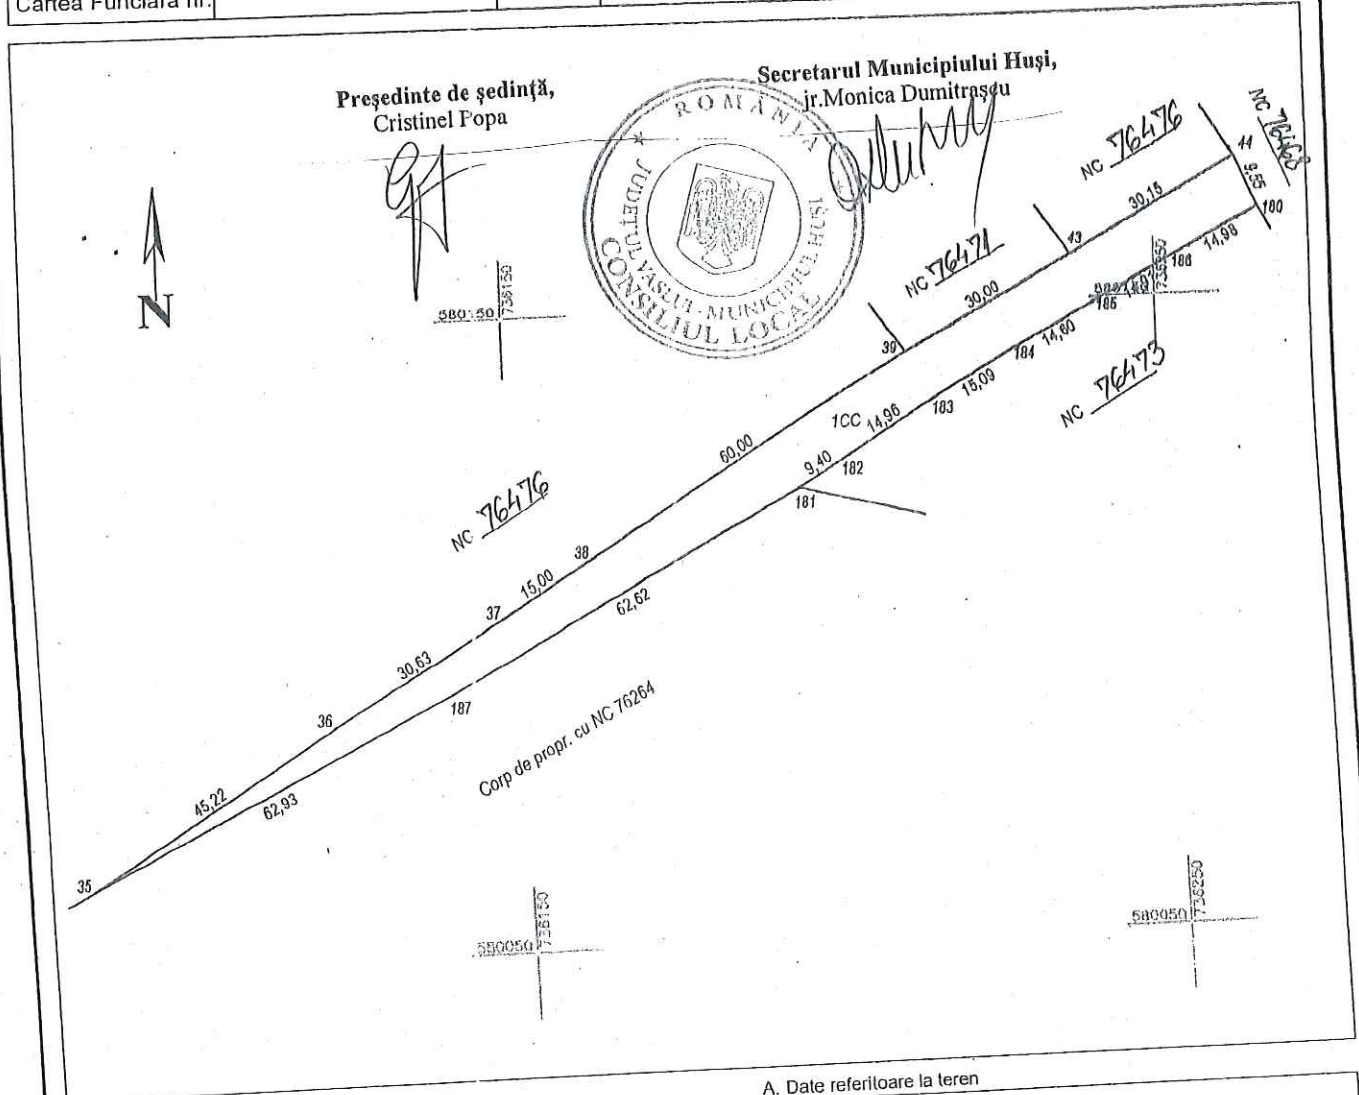 Cartea Funciară nr.
Președinte de ședință,
Cristinel Popa
Secretarul Municipiului Huși,
jr.Monica Dumitrașcu
ROMÂNIA
JUDEȚUL VASLUI - MUNICIPIUL HUȘI
CONSILIUL LOCAL
N
580150
736150
NC 76476
NC 76468
44
9,55
180
30,15
43
14,98
186
736250
185
NC 76471
30,00
39
14,60
184
NC 76473
15,09
183
1CC
14,96
60,00
9,40
182
181
NC 76476
38
15,00
37
62,62
30,63
36
187
Corp de propr. cu NC 76264
45,22
62,93
35
580050
736150
580050
736250
A. Date referitoare la teren